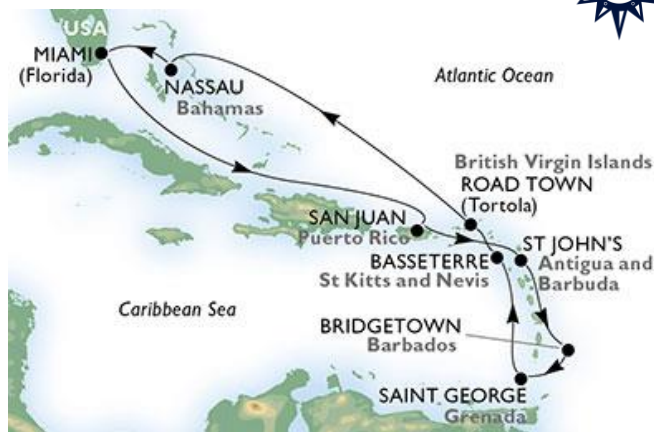 USA
MIAMI
(Florida)
NASSAU
Bahamas
Atlantic Ocean
British Virgin Islands
ROAD TOWN
(Tortola)
SAN JUAN
Puerto Rico
ST JOHN'S
Antigua and
Barbuda
BASSETERRE
St Kitts and Nevis
Caribbean Sea
BRIDGETOWN
Barbados
SAINT GEORGE
Grenada